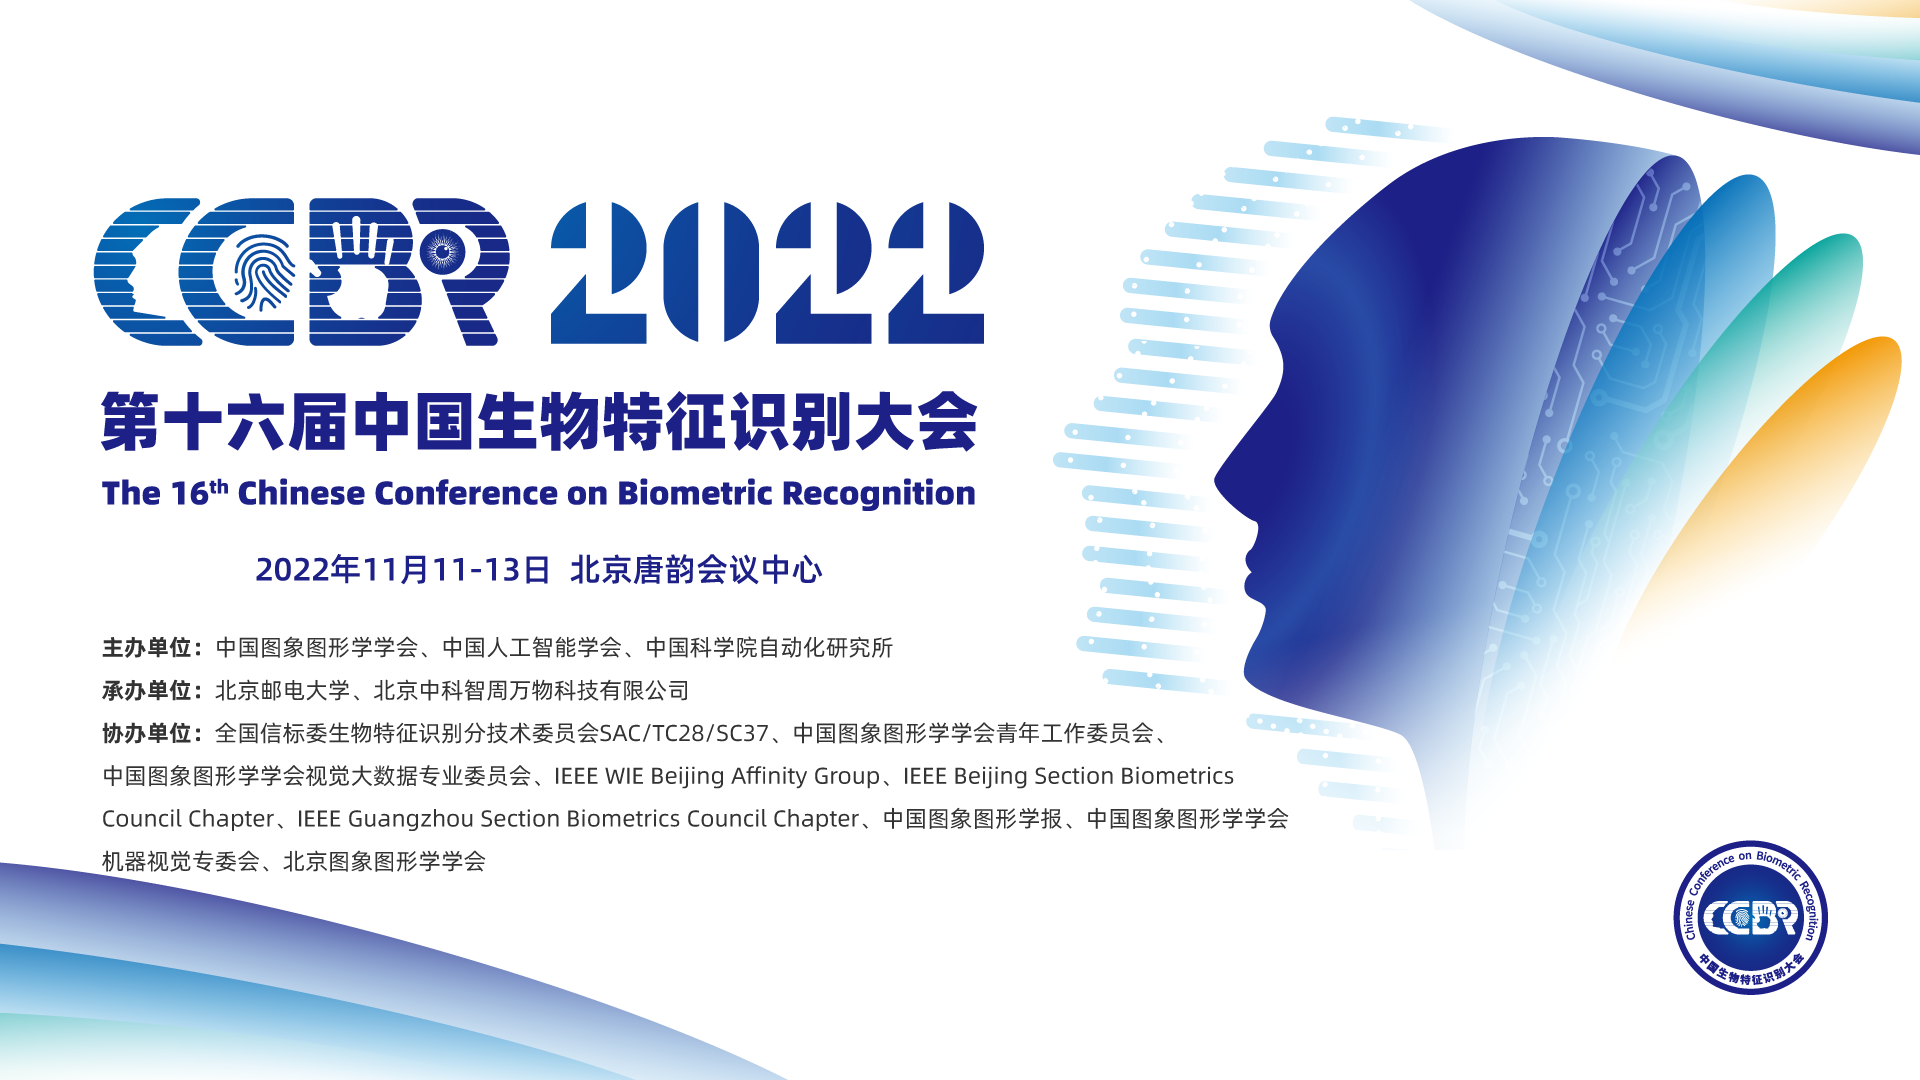 CCBR 2022
第十六届中国生物特征识别大会
The 16th Chinese Conference on Biometric Recognition
2022年11月11-13日 北京唐韵会议中心
主办单位：中国图象图形学学会、中国人工智能学会、中国科学院自动化研究所
承办单位：北京邮电大学、北京中科智周万物科技有限公司
协办单位：全国信标委生物特征识别分技术委员会SAC/TC28/SC37、中国图象图形学学会青年工作委员会、
中国图象图形学学会视觉大数据专业委员会、IEEE WIE Beijing Affinity Group、IEEE Beijing Section Biometrics
Council Chapter、IEEE Guangzhou Section Biometrics Council Chapter、中国图象图形学报、中国图象图形学学会
机器视觉专委会、北京图象图形学学会
Chinese Conference on Biometric Recognition
CCBR
中国生物特征识别大会